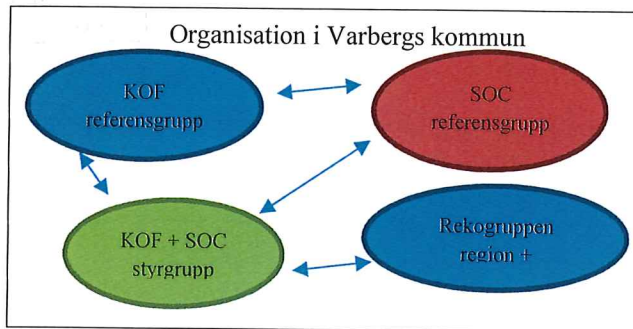 Organisation i Varbergs kommun
KOF
referensgrupp
SOC
referensgrupp
KOF + SOC
styrgrupp
Rekogruppen
region +